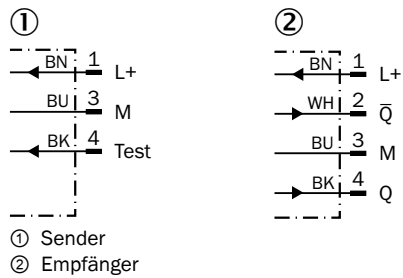 ① ②
BN 1 L+
BU 3 M
BK 4 Test
BN 1 L+
WH 2 Q̅
BU 3 M
BK 4 Q
① Sender
② Empfänger